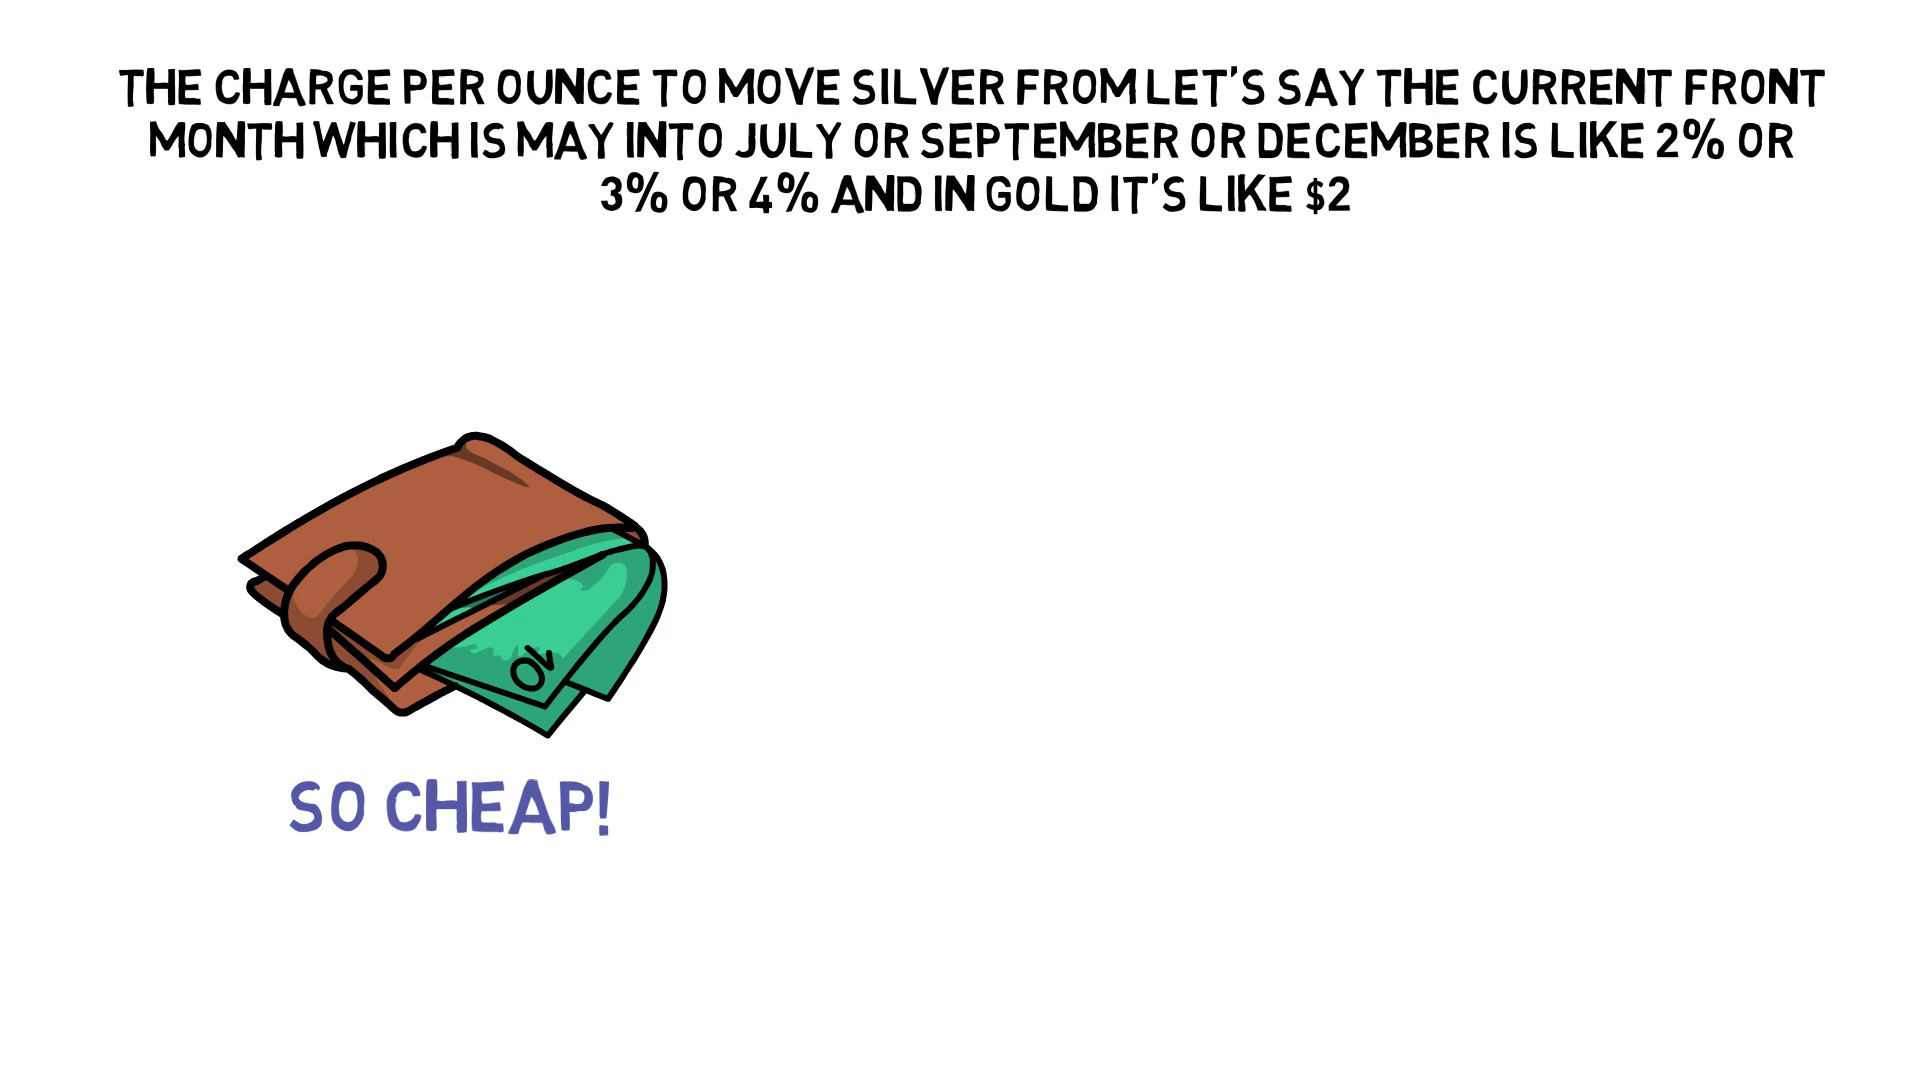 THE CHARGE PER OUNCE TO MOVE SILVER FROM LET'S SAY THE CURRENT FRONT
MONTH WHICH IS MAY INTO JULY OR SEPTEMBER OR DECEMBER IS LIKE 2% OR
3% OR 4% AND IN GOLD IT'S LIKE $2
10
SO CHEAP!